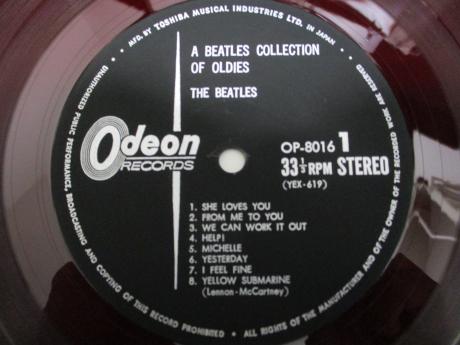 MFD. BY TOSHIBA MUSICAL INDUSTRIES LTD. IN JAPAN
ALL RIGHTS OF THE MANUFACTURER AND OF THE OWNER OF THE RECORDED WORK ARE RESERVED
UNAUTHORIZED PUBLIC PERFORMANCE, BROADCASTING AND COPYING OF THIS RECORD PROHIBITED
A BEATLES COLLECTION
OF OLDIES
THE BEATLES
Odeon
RECORDS
OP-8016 1
33⅓ RPM STEREO
(YEX-619)
1. SHE LOVES YOU
2. FROM ME TO YOU
3. WE CAN WORK IT OUT
4. HELP!
5. MICHELLE
6. YESTERDAY
7. I FEEL FINE
8. YELLOW SUBMARINE
(Lennon-McCartney)